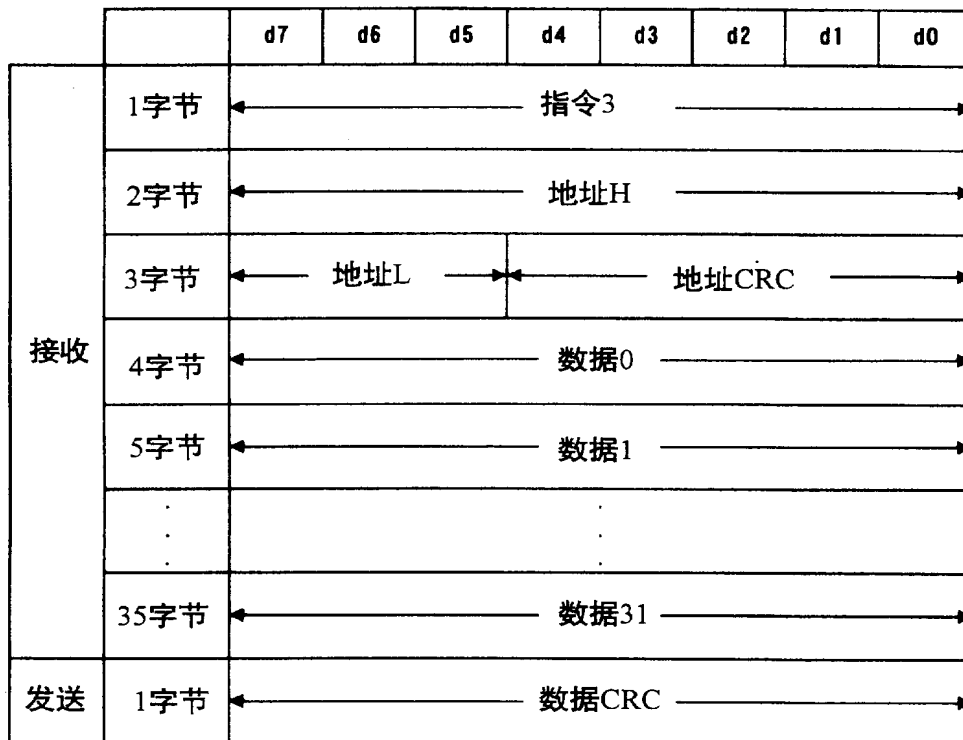 d7 d6 d5 d4 d3 d2 d1 d0
接收
1字节 指令3
2字节 地址H
3字节 地址L 地址CRC
4字节 数据0
5字节 数据1
35字节 数据31
发送 1字节 数据CRC